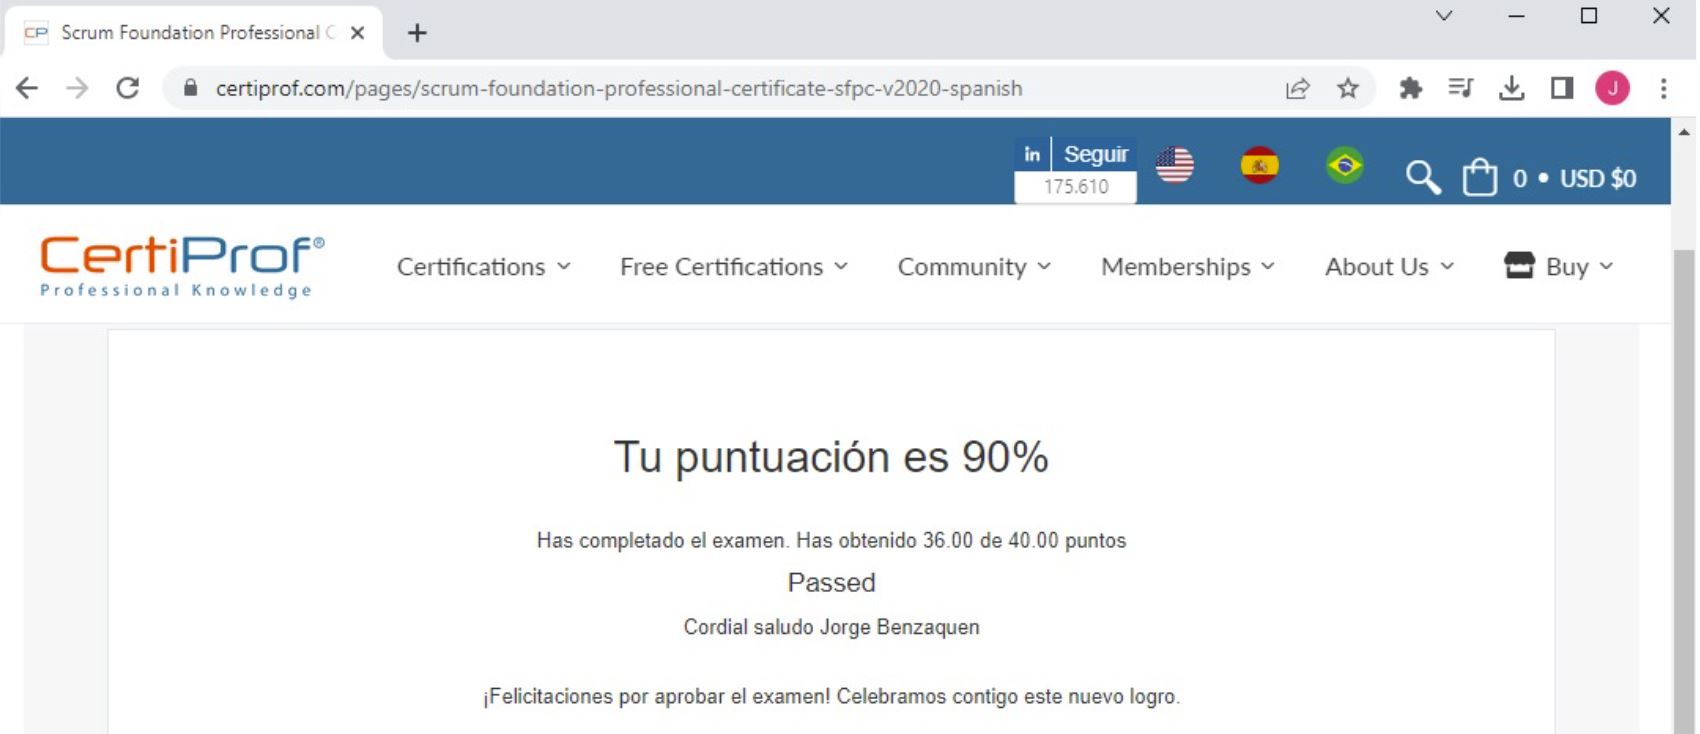 CP Scrum Foundation Professional C
certiprof.com/pages/scrum-foundation-professional-certificate-sfpc-v2020-spanish
J
in Seguir
175.610
0 • USD $0
CertiProf®
Professional Knowledge
Certifications
Free Certifications
Community
Memberships
About Us
Buy
Tu puntuación es 90%
Has completado el examen. Has obtenido 36.00 de 40.00 puntos
Passed
Cordial saludo Jorge Benzaquen
¡Felicitaciones por aprobar el examen! Celebramos contigo este nuevo logro.